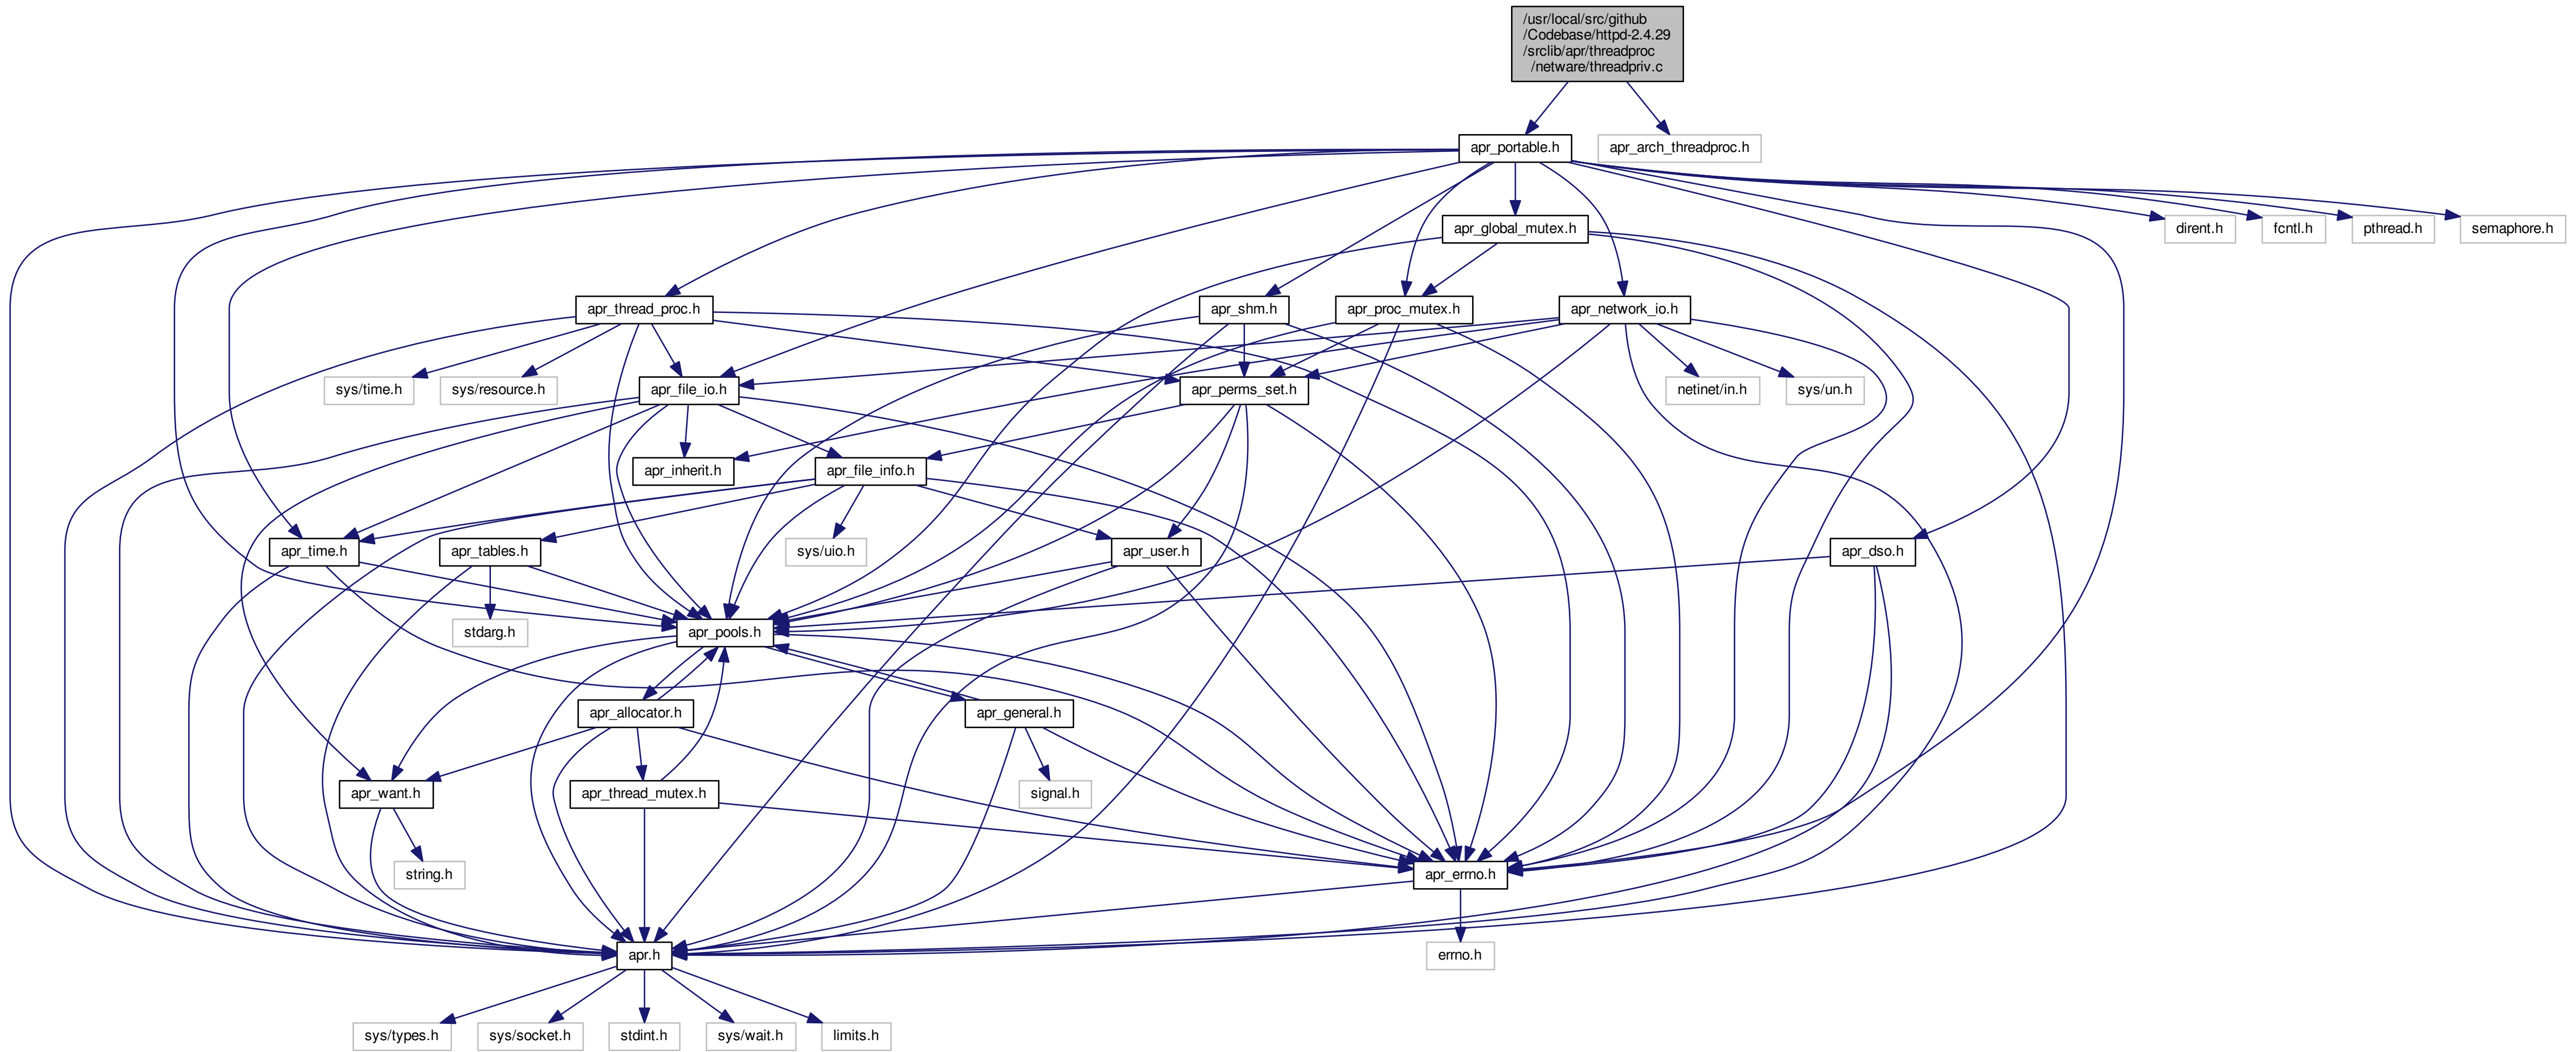 /usr/local/src/github
/Codebase/httpd-2.4.29
/srclib/apr/threadproc
/netware/threadpriv.c
apr_portable.h
apr_arch_threadproc.h
apr_global_mutex.h
dirent.h
fcntl.h
pthread.h
semaphore.h
apr_thread_proc.h
apr_shm.h
apr_proc_mutex.h
apr_network_io.h
sys/time.h
sys/resource.h
apr_file_io.h
apr_perms_set.h
netinet/in.h
sys/un.h
apr_inherit.h
apr_file_info.h
apr_time.h
apr_tables.h
sys/uio.h
apr_user.h
apr_dso.h
stdarg.h
apr_pools.h
apr_allocator.h
apr_general.h
apr_want.h
apr_thread_mutex.h
signal.h
string.h
apr_errno.h
apr.h
errno.h
sys/types.h
sys/socket.h
stdint.h
sys/wait.h
limits.h